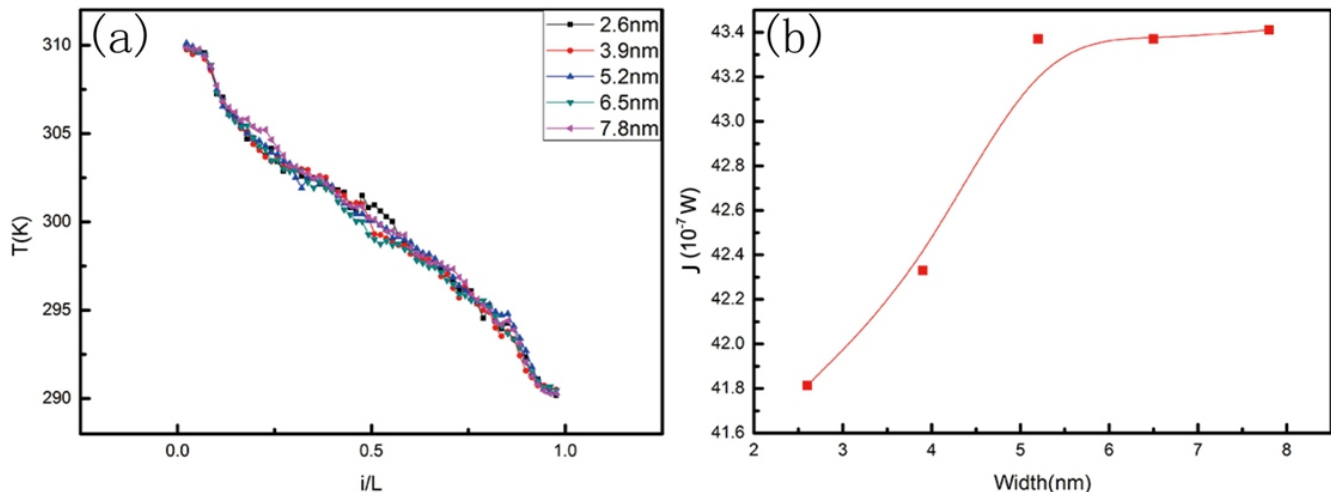 (a)
2.6nm
3.9nm
5.2nm
6.5nm
7.8nm
310
305
300
295
290
T(K)
0.0 0.5 1.0
i/L
(b)
43.4
43.2
43.0
42.8
42.6
42.4
42.2
42.0
41.8
41.6
J (10⁻⁷ W)
2 3 4 5 6 7 8
Width(nm)